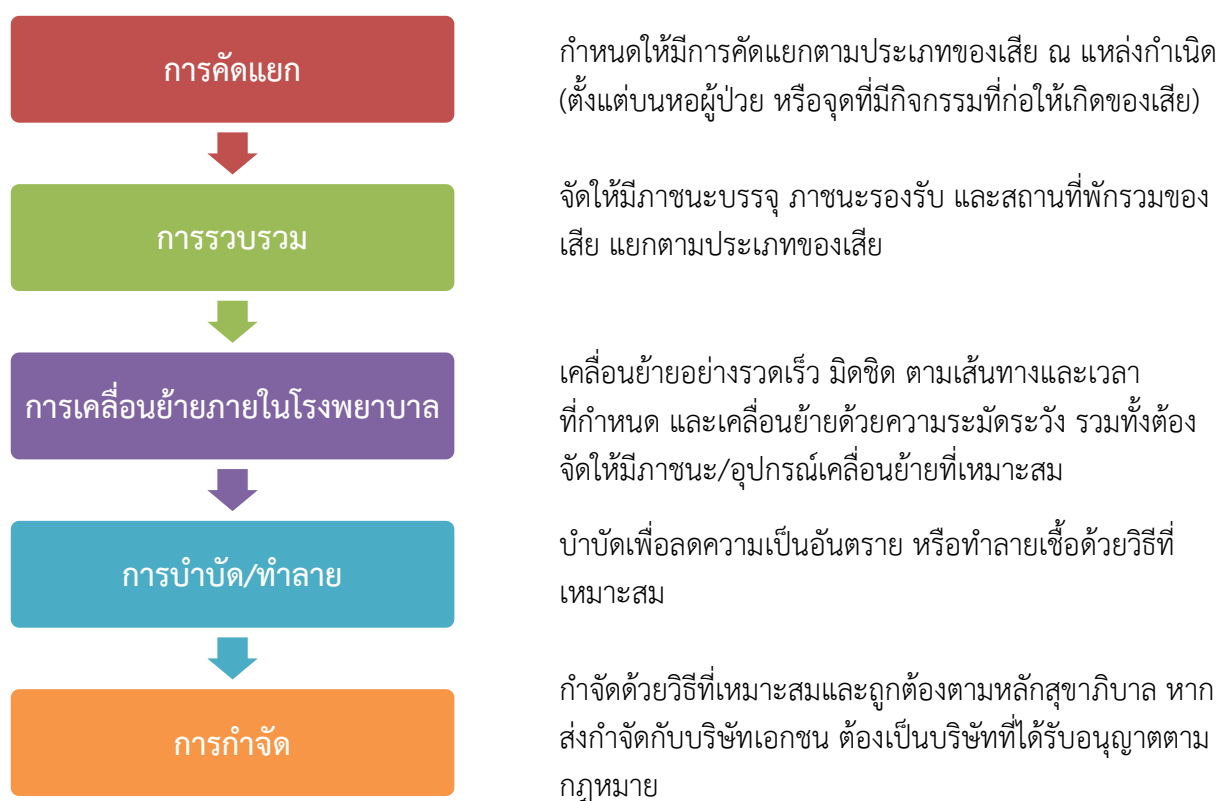 การคัดแยก
กำหนดให้มีการคัดแยกตามประเภทของเสีย ณ แหล่งกำเนิด
(ตั้งแต่บนหอผู้ป่วย หรือจุดที่มีกิจกรรมที่ก่อให้เกิดของเสีย)
การรวบรวม
จัดให้มีภาชนะบรรจุ ภาชนะรองรับ และสถานที่พักรวมของ
เสีย แยกตามประเภทของเสีย
การเคลื่อนย้ายภายในโรงพยาบาล
เคลื่อนย้ายอย่างรวดเร็ว มิดชิด ตามเส้นทางและเวลา
ที่กำหนด และเคลื่อนย้ายด้วยความระมัดระวัง รวมทั้งต้อง
จัดให้มีภาชนะ/อุปกรณ์เคลื่อนย้ายที่เหมาะสม
การบำบัด/ทำลาย
บำบัดเพื่อลดความเป็นอันตราย หรือทำลายเชื้อด้วยวิธีที่
เหมาะสม
การกำจัด
กำจัดด้วยวิธีที่เหมาะสมและถูกต้องตามหลักสุขาภิบาล หาก
ส่งกำจัดกับบริษัทเอกชน ต้องเป็นบริษัทที่ได้รับอนุญาตตาม
กฎหมาย